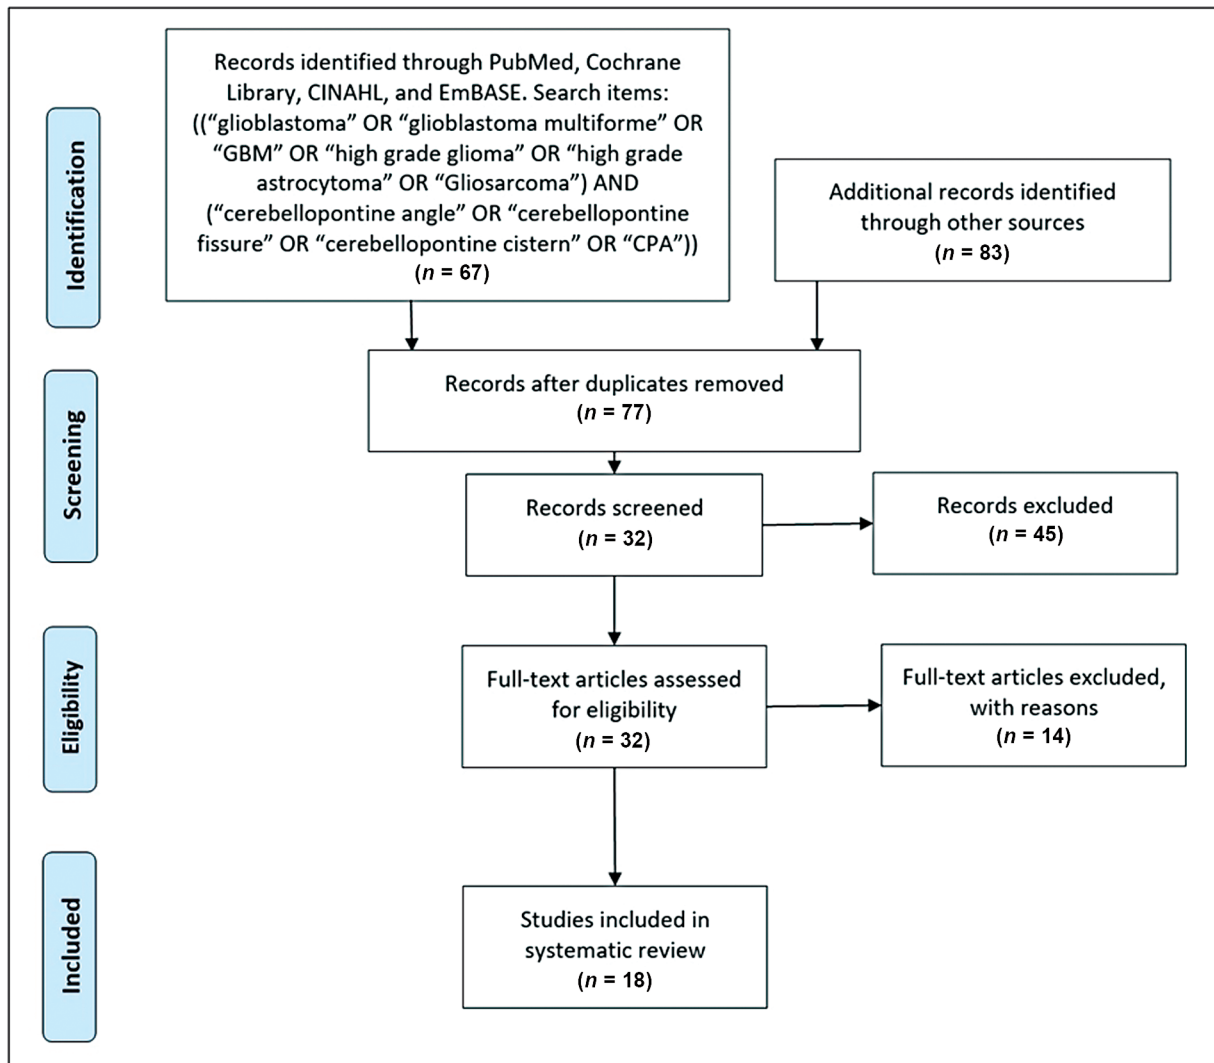 Identification
Records identified through PubMed, Cochrane
Library, CINAHL, and EmBASE. Search items:
((“glioblastoma” OR “glioblastoma multiforme” OR
“GBM” OR “high grade glioma” OR “high grade
astrocytoma” OR “Gliosarcoma”) AND
(“cerebellopontine angle” OR “cerebellopontine
fissure” OR “cerebellopontine cistern” OR “CPA”))
(n = 67)
Additional records identified
through other sources
(n = 83)
Screening
Records after duplicates removed
(n = 77)
Records screened
(n = 32)
Records excluded
(n = 45)
Eligibility
Full-text articles assessed
for eligibility
(n = 32)
Full-text articles excluded,
with reasons
(n = 14)
Included
Studies included in
systematic review
(n = 18)